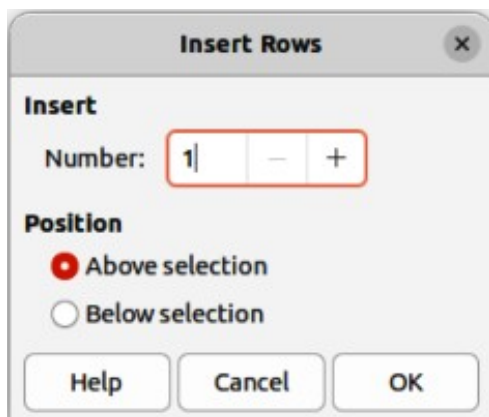 Insert Rows
Insert
Number: 1
Position
Above selection
Below selection
Help Cancel OK